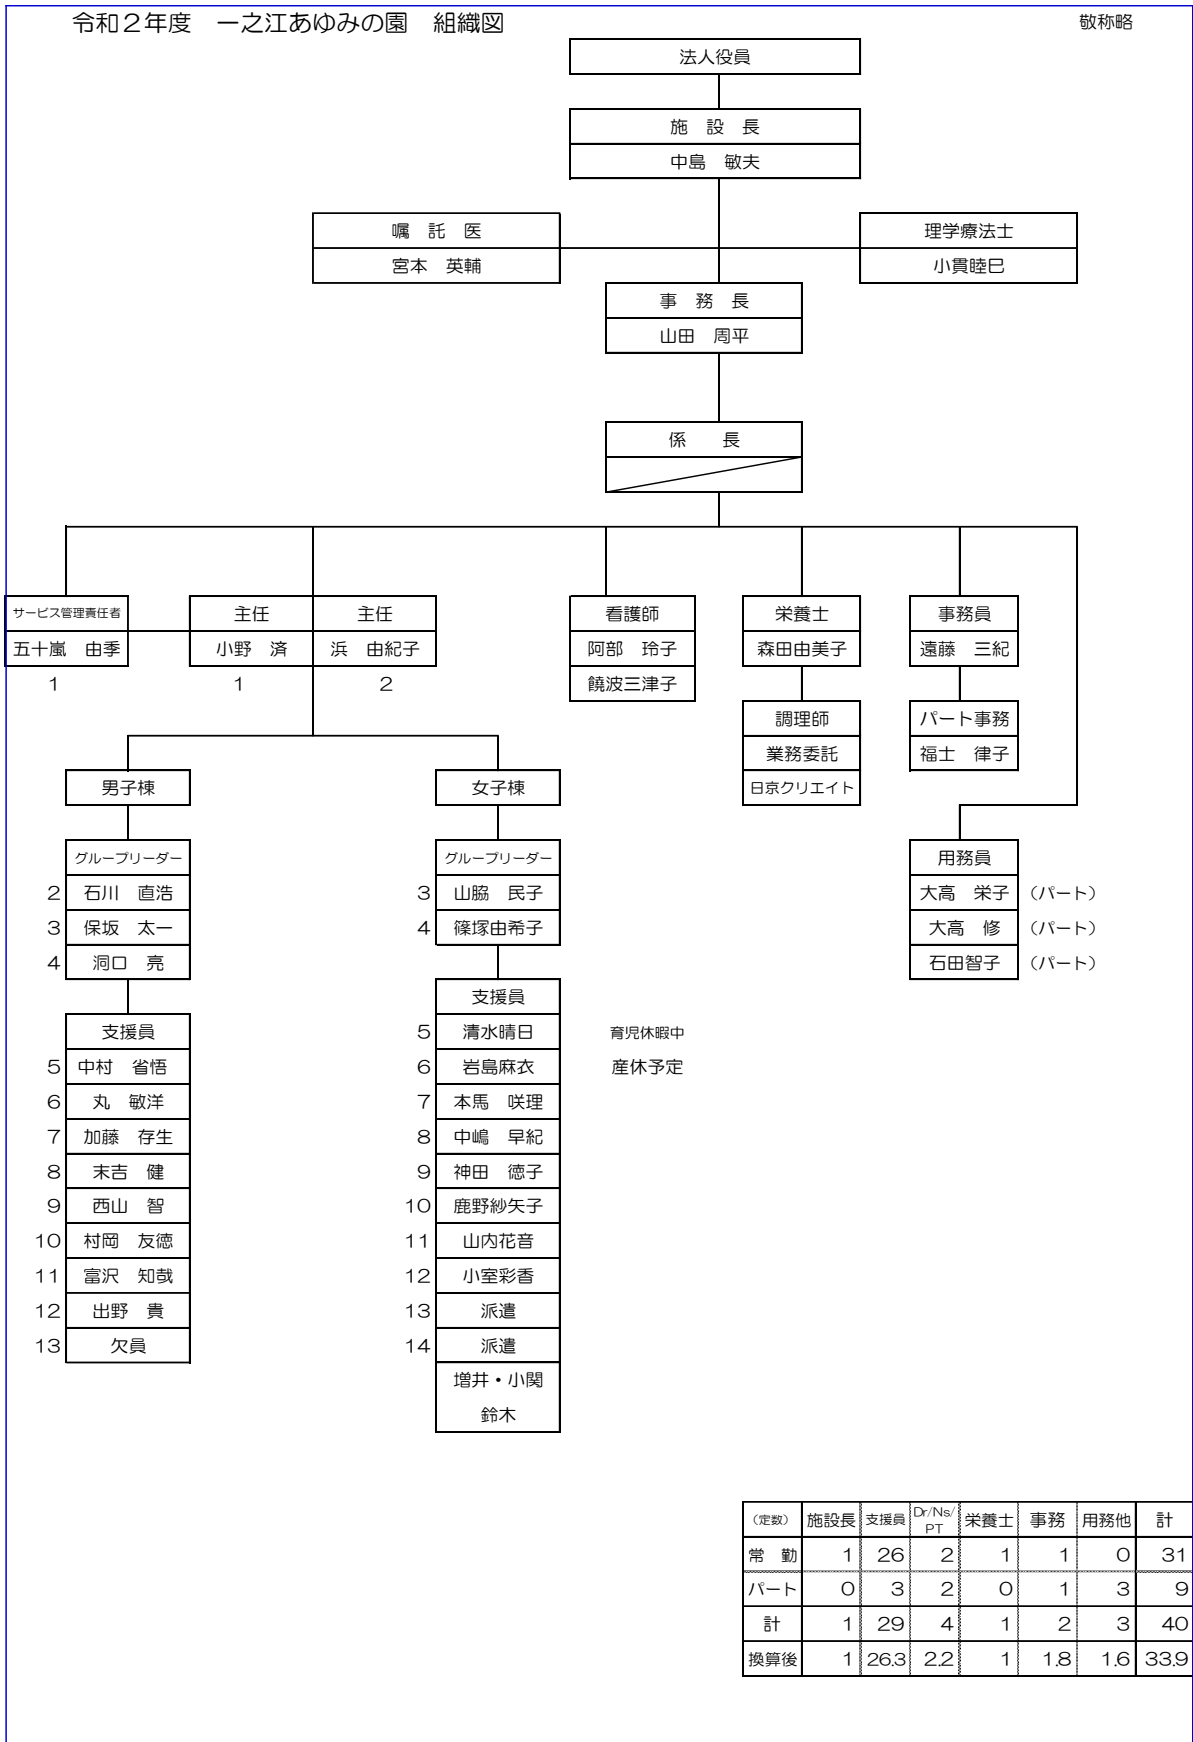 令和２年度　一之江あゆみの園　組織図
敬称略
法人役員
施　設　長
中島　敏夫
嘱　託　医
宮本　英輔
理学療法士
小貫睦巳
事　務　長
山田　周平
係　　長
サービス管理責任者
五十嵐　由季
1
主任
小野　済
1
主任
浜　由紀子
2
看護師
阿部　玲子
饒波三津子
栄養士
森田由美子
調理師
業務委託
日京クリエイト
事務員
遠藤　三紀
パート事務
福士　律子
用務員
大高　栄子 （パート）
大高　修 （パート）
石田智子 （パート）
男子棟
グループリーダー
2 石川　直浩
3 保坂　太一
4 洞口　亮
支援員
5 中村　省悟
6 丸　敏洋
7 加藤　存生
8 末吉　健
9 西山　智
10 村岡　友徳
11 富沢　知哉
12 出野　貴
13 欠員
女子棟
グループリーダー
3 山脇　民子
4 篠塚由希子
支援員
5 清水晴日 育児休暇中
6 岩島麻衣 産休予定
7 本馬　咲理
8 中嶋　早紀
9 神田　徳子
10 鹿野紗矢子
11 山内花音
12 小室彩香
13 派遣
14 派遣
増井・小関
鈴木
（定数） 施設長 支援員 Dr/Ns/PT 栄養士 事務 用務他 計
常　勤 1 26 2 1 1 0 31
パート 0 3 2 0 1 3 9
計 1 29 4 1 2 3 40
換算後 1 26.3 2.2 1 1.8 1.6 33.9